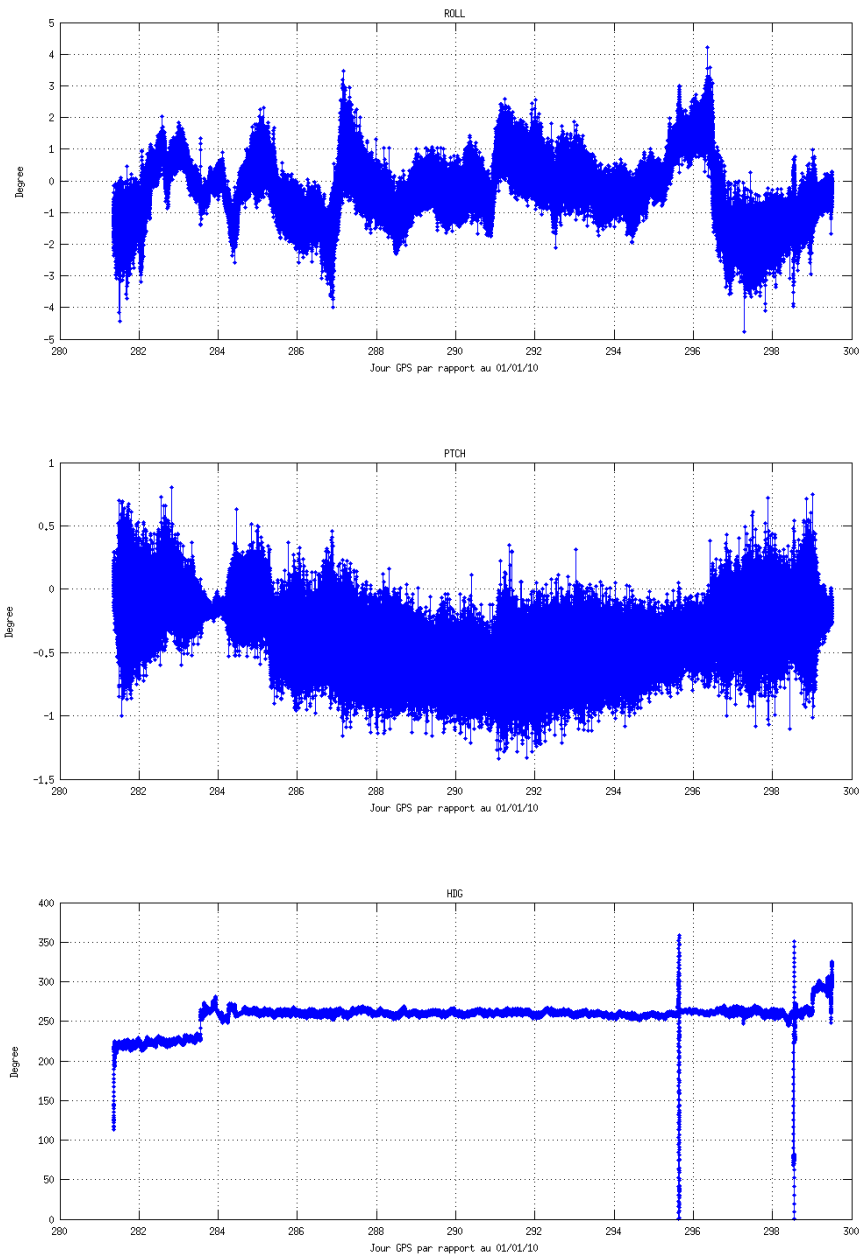 ROLL
5
4
3
2
1
0
-1
-2
-3
-4
-5
Degree
280 282 284 286 288 290 292 294 296 298 300
Jour GPS par rapport au 01/01/10
PTCH
1
0.5
0
-0.5
-1
-1.5
Degree
280 282 284 286 288 290 292 294 296 298 300
Jour GPS par rapport au 01/01/10
HDG
400
350
300
250
200
150
100
50
0
Degree
280 282 284 286 288 290 292 294 296 298 300
Jour GPS par rapport au 01/01/10